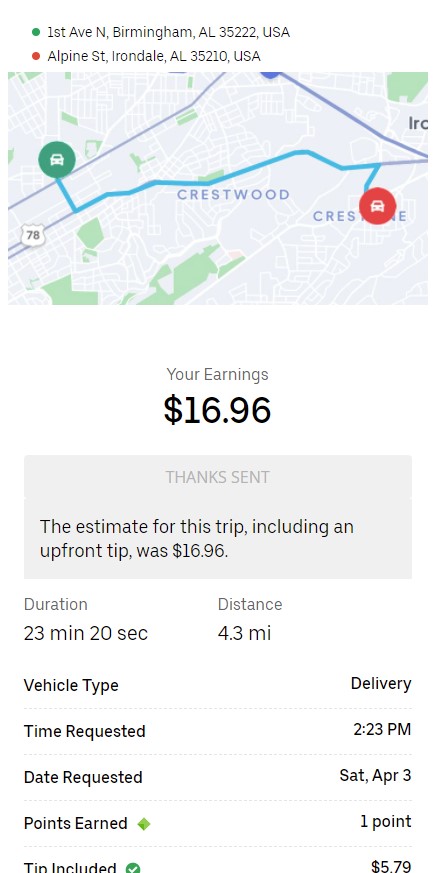 1st Ave N, Birmingham, AL 35222, USA
Alpine St, Irondale, AL 35210, USA
CRESTWOOD
78
Your Earnings
$16.96
THANKS SENT
The estimate for this trip, including an
upfront tip, was $16.96.
Duration
Distance
23 min 20 sec
4.3 mi
Vehicle Type
Delivery
Time Requested
2:23 PM
Date Requested
Sat, Apr 3
Points Earned
1 point
Tip Included
$5.79